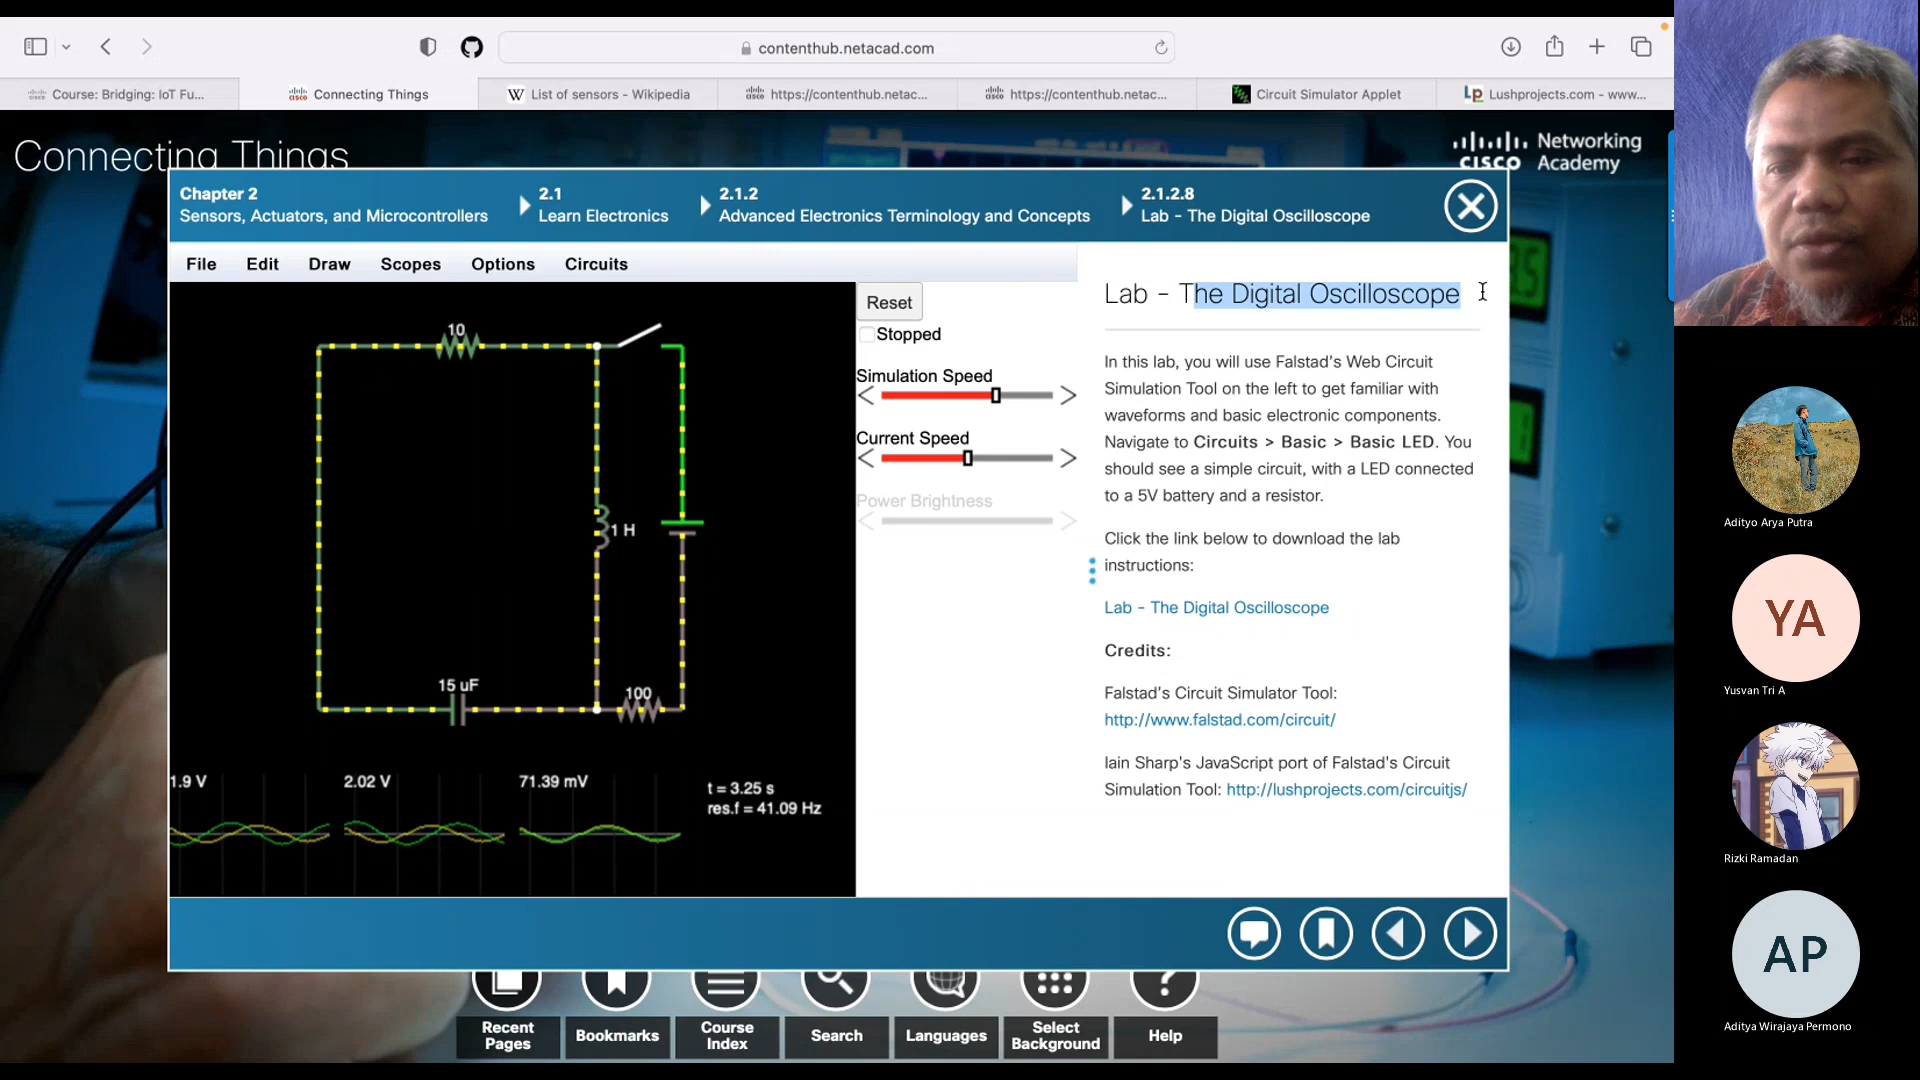 contenthub.netacad.com
Course: Bridging: IoT Fu...
Connecting Things
List of sensors - Wikipedia
https://contenthub.netac...
https://contenthub.netac...
Circuit Simulator Applet
Lushprojects.com - www...
Connecting Things
cisco Networking Academy
Chapter 2
Sensors, Actuators, and Microcontrollers
2.1
Learn Electronics
2.1.2
Advanced Electronics Terminology and Concepts
2.1.2.8
Lab - The Digital Oscilloscope
File Edit Draw Scopes Options Circuits
10
1 H
15 uF
100
1.9 V
2.02 V
71.39 mV
t = 3.25 s
res.f = 41.09 Hz
Reset
Stopped
Simulation Speed
Current Speed
Power Brightness
Lab - The Digital Oscilloscope
In this lab, you will use Falstad's Web Circuit
Simulation Tool on the left to get familiar with
waveforms and basic electronic components.
Navigate to Circuits > Basic > Basic LED. You
should see a simple circuit, with a LED connected
to a 5V battery and a resistor.
Click the link below to download the lab
instructions:
Lab - The Digital Oscilloscope
Credits:
Falstad's Circuit Simulator Tool:
http://www.falstad.com/circuit/
Iain Sharp's JavaScript port of Falstad's Circuit
Simulation Tool: http://lushprojects.com/circuitjs/
Recent Pages
Bookmarks
Course Index
Search
Languages
Select Background
Help
Adityo Arya Putra
YA
Yusvan Tri A
Rizki Ramadan
AP
Aditya Wirajaya Permono